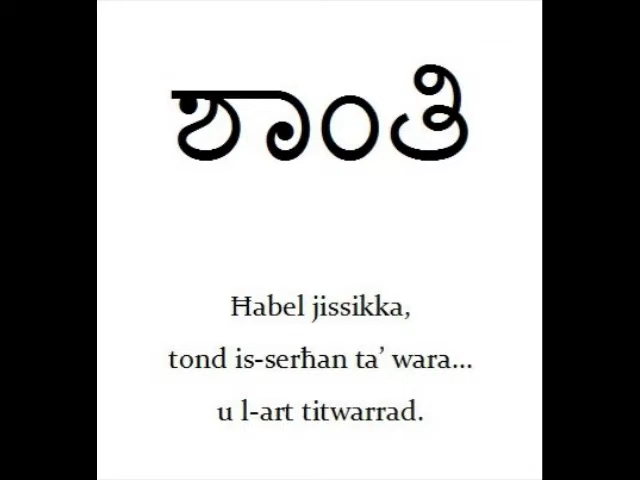 ಶಾಂತಿ
Ħabel jissikka,
tond is-serħan ta’ wara...
u l-art titwarrad.